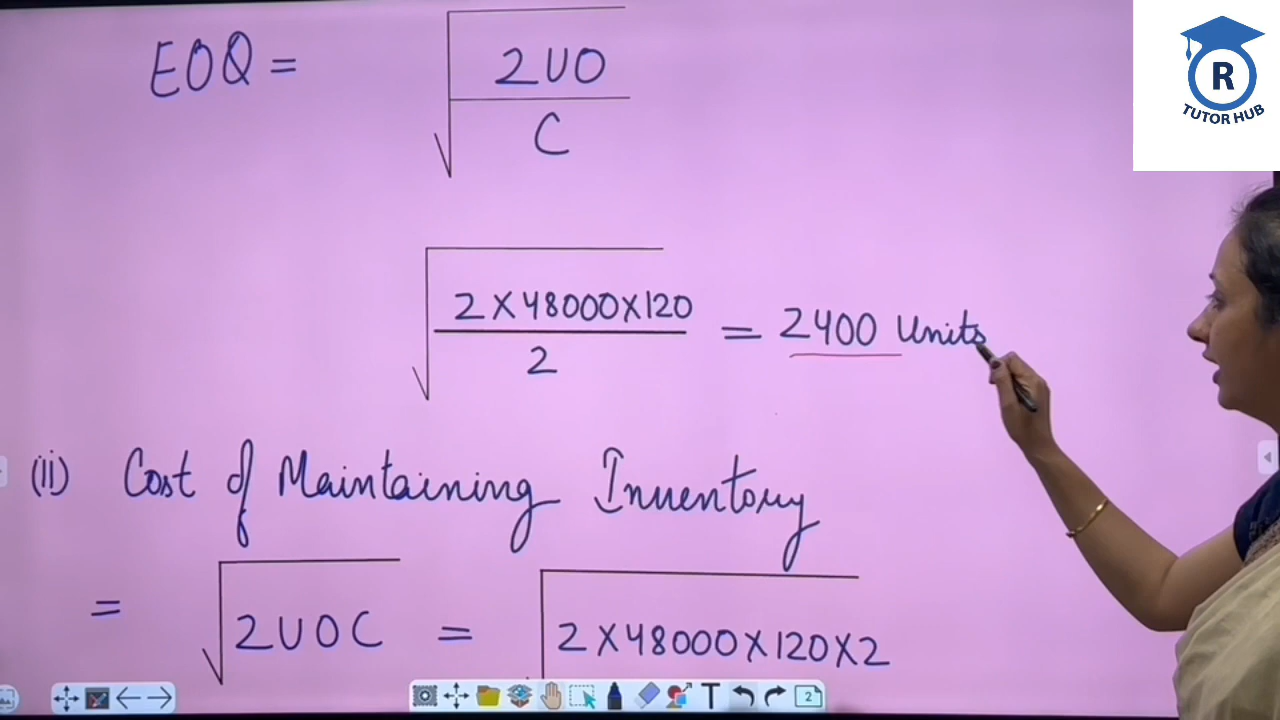 R
TUTOR HUB
EOQ = √(2UO / C)
√(2 X 48000 X 120 / 2) = 2400 Units
(ii) Cost of Maintaining Inventory
= √(2UOC) = √(2 X 48000 X 120 X 2)
T
2